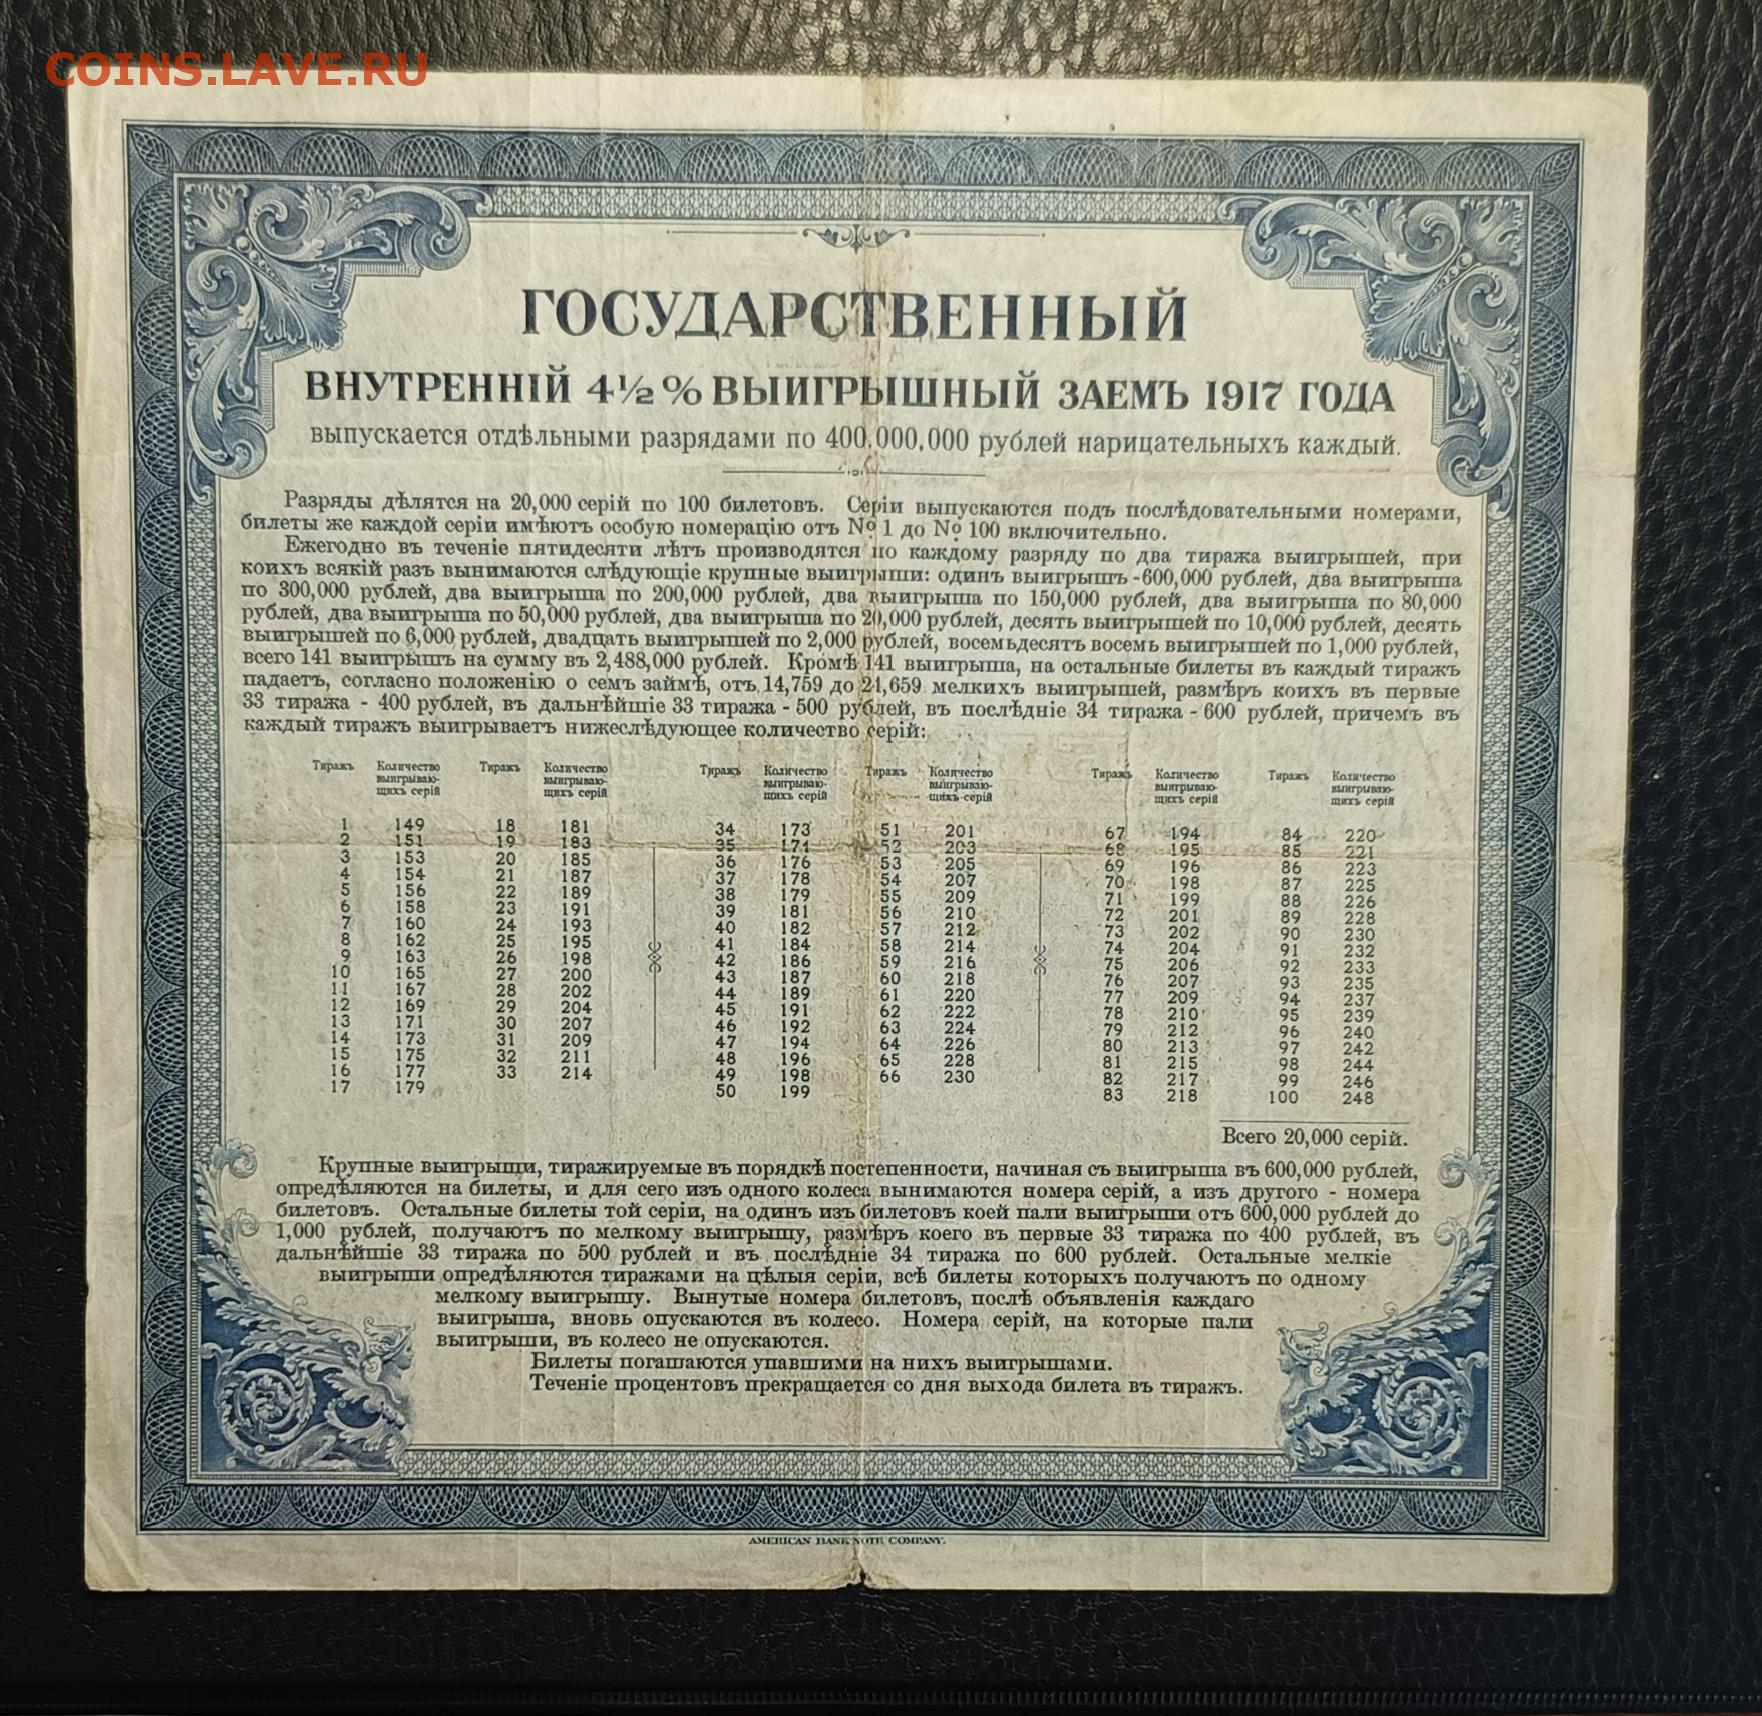 COINS.LAVE.RU
ГОСУДАРСТВЕННЫЙ
ВНУТРЕННІЙ 4½% ВЫИГРЫШНЫЙ ЗАЕМЪ 1917 ГОДА
выпускается отдѣльными разрядами по 400,000,000 рублей нарицательныхъ каждый.
Разряды дѣлятся на 20,000 серій по 100 билетовъ. Серіи выпускаются подъ послѣдовательными номерами,
билеты же каждой серіи имѣютъ особую номерацію отъ № 1 до № 100 включительно.
Ежегодно въ теченіе пятидесяти лѣтъ производятся по каждому разряду по два тиража выигрышей, при
коихъ всякій разъ вынимаются слѣдующіе крупные выигрыши: одинъ выигрышъ -600,000 рублей, два выигрыша
по 300,000 рублей, два выигрыша по 200,000 рублей, два выигрыша по 150,000 рублей, два выигрыша по 80,000
рублей, два выигрыша по 50,000 рублей, два выигрыша по 20,000 рублей, десять выигрышей по 10,000 рублей, десять
выигрышей по 6,000 рублей, двадцать выигрышей по 2,000 рублей, восемьдесятъ восемь выигрышей по 1,000 рублей,
всего 141 выигрышъ на сумму въ 2,488,000 рублей. Кромѣ 141 выигрыша, на остальные билеты въ каждый тиражъ
падаетъ, согласно положенію о семъ займѣ, отъ 14,759 до 24,659 мелкихъ выигрышей, размѣръ коихъ въ первые
33 тиража - 400 рублей, въ дальнѣйшіе 33 тиража - 500 рублей, въ послѣдніе 34 тиража - 600 рублей, причемъ въ
каждый тиражъ выигрываетъ нижеслѣдующее количество серій:
Тиражъ Количество Тиражъ Количество Тиражъ Количество Тиражъ Количество Тиражъ Количество Тиражъ Количество
выигрываю- выигрываю- выигрываю- выигрываю- выигрываю- выигрываю-
щихъ серій щихъ серій щихъ серій щихъ серій щихъ серій щихъ серій
1 149 18 181 34 173 51 201 67 194 84 220
2 151 19 183 35 174 52 203 68 195 85 221
3 153 20 185 36 176 53 205 69 196 86 223
4 154 21 187 37 178 54 207 70 198 87 225
5 156 22 189 38 179 55 209 71 199 88 226
6 158 23 191 39 181 56 210 72 201 89 228
7 160 24 193 40 182 57 212 73 202 90 230
8 162 25 195 41 184 58 214 74 204 91 232
9 163 26 198 42 186 59 216 75 206 92 233
10 165 27 200 43 187 60 218 76 207 93 235
11 167 28 202 44 189 61 220 77 209 94 237
12 169 29 204 45 191 62 222 78 210 95 239
13 171 30 207 46 192 63 224 79 212 96 240
14 173 31 209 47 194 64 226 80 213 97 242
15 175 32 211 48 196 65 228 81 215 98 244
16 177 33 214 49 198 66 230 82 217 99 246
17 179 50 199 83 218 100 248
Всего 20,000 серій.
Крупные выигрыши, тиражируемые въ порядкѣ постепенности, начиная съ выигрыша въ 600,000 рублей,
опредѣляются на билеты, и для сего изъ одного колеса вынимаются номера серій, а изъ другого - номера
билетовъ. Остальные билеты той серіи, на одинъ изъ билетовъ коей пали выигрыши отъ 600,000 рублей до
1,000 рублей, получаютъ по мелкому выигрышу, размѣръ коего въ первые 33 тиража по 400 рублей, въ
дальнѣйшіе 33 тиража по 500 рублей и въ послѣдніе 34 тиража по 600 рублей. Остальные мелкіе
выигрыши опредѣляются тиражами на цѣлыя серіи, всѣ билеты которыхъ получаютъ по одному
мелкому выигрышу. Вынутые номера билетовъ, послѣ объявленія каждаго
выигрыша, вновь опускаются въ колесо. Номера серій, на которые пали
выигрыши, въ колесо не опускаются.
Билеты погашаются упавшими на нихъ выигрышами.
Теченіе процентовъ прекращается со дня выхода билета въ тиражъ.
AMERICAN BANK NOTE COMPANY.